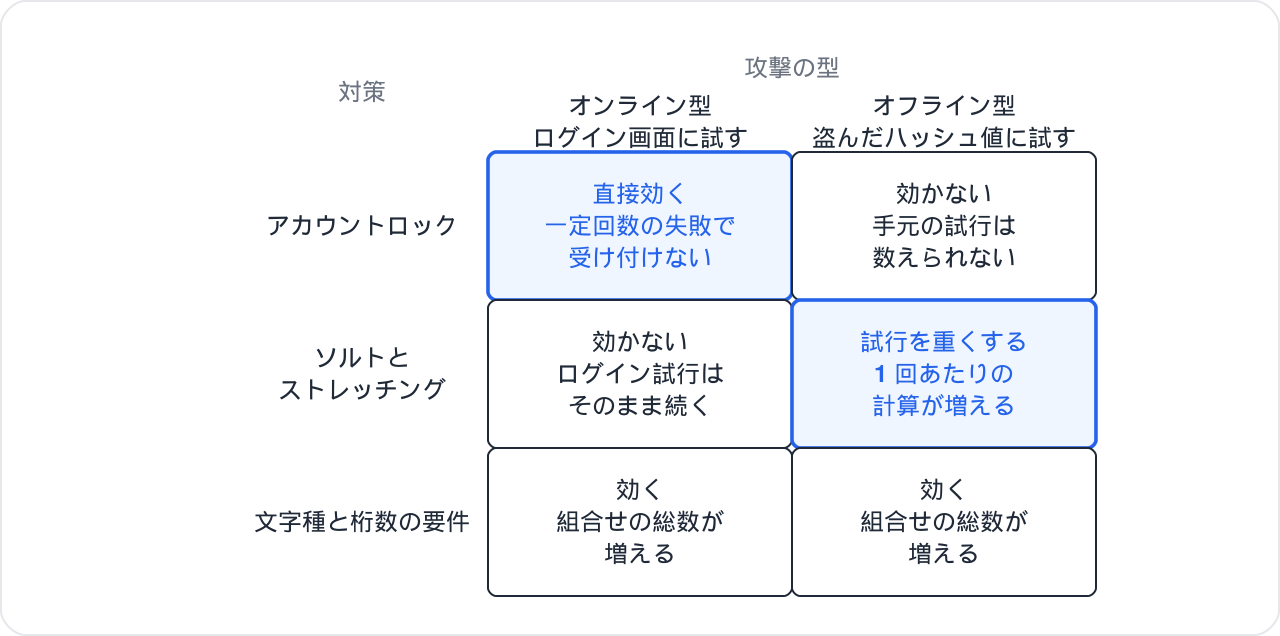 対策
攻撃の型
オンライン型
ログイン画面に試す
オフライン型
盗んだハッシュ値に試す
アカウントロック
直接効く
一定回数の失敗で
受け付けない
効かない
手元の試行は
数えられない
ソルトと
ストレッチング
効かない
ログイン試行は
そのまま続く
試行を重くする
1 回あたりの
計算が増える
文字種と桁数の要件
効く
組合せの総数が
増える
効く
組合せの総数が
増える